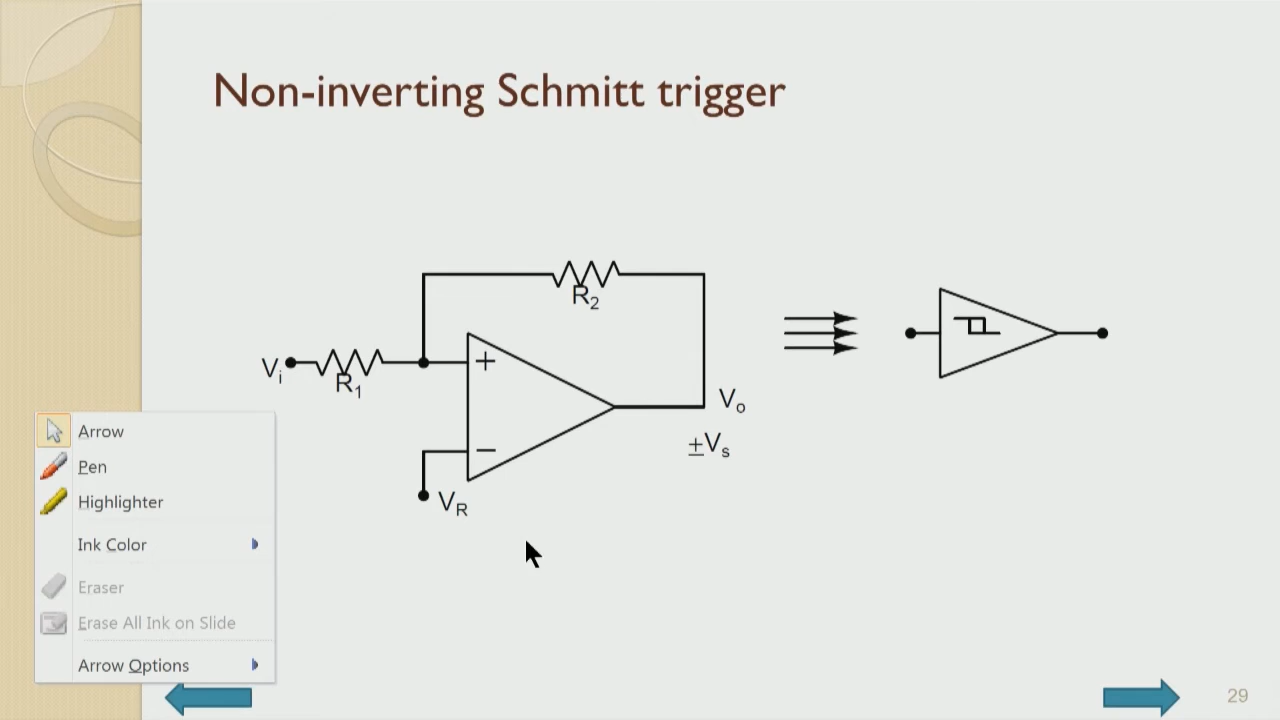 Non-inverting Schmitt trigger
R2
Vi
R1
+
−
Vo
±Vs
VR
Arrow
Pen
Highlighter
Ink Color
Eraser
Erase All Ink on Slide
Arrow Options
29